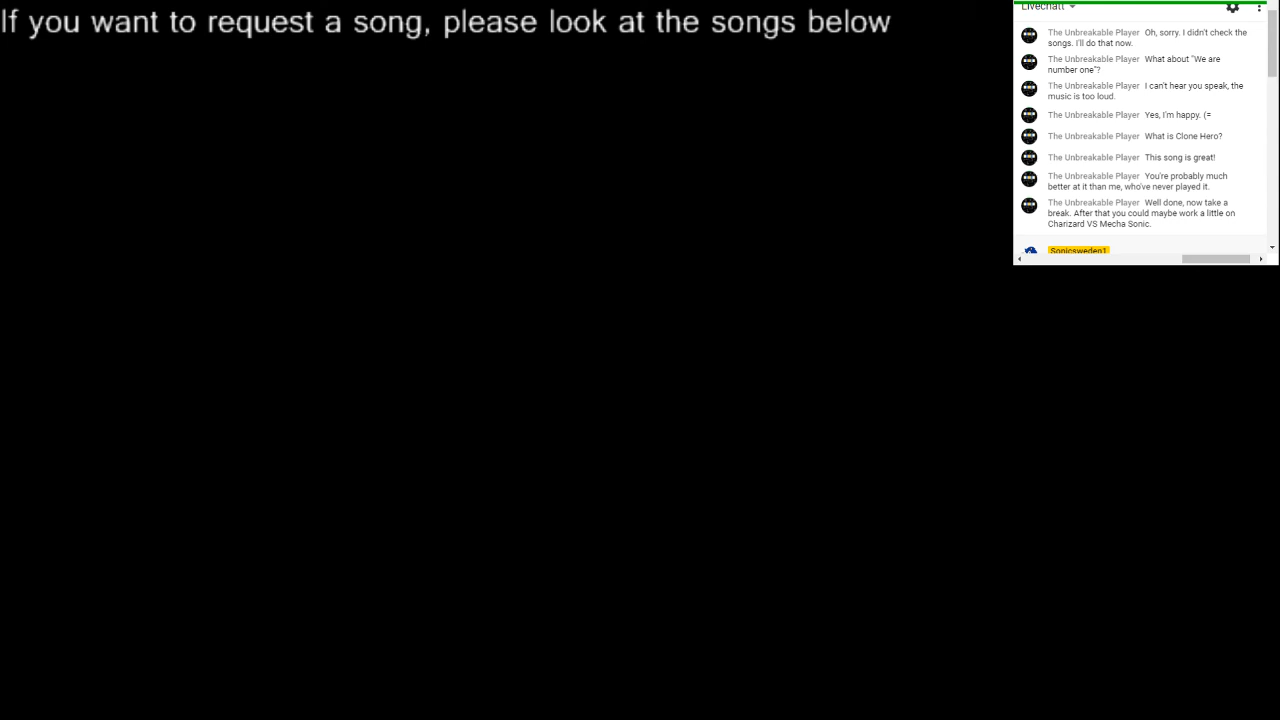 If you want to request a song, please look at the songs below
Livechatt
The Unbreakable Player Oh, sorry. I didn't check the
songs. I'll do that now.
The Unbreakable Player What about "We are
number one"?
The Unbreakable Player I can't hear you speak, the
music is too loud.
The Unbreakable Player Yes, I'm happy. (=
The Unbreakable Player What is Clone Hero?
The Unbreakable Player This song is great!
The Unbreakable Player You're probably much
better at it than me, who've never played it.
The Unbreakable Player Well done, now take a
break. After that you could maybe work a little on
Charizard VS Mecha Sonic.
Sonicsweden1